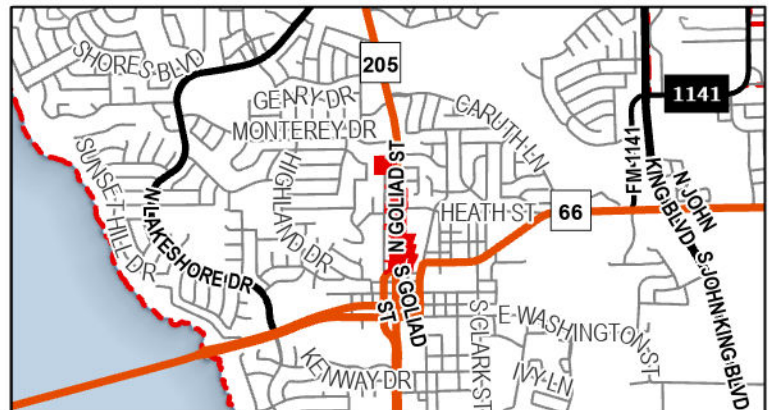 SHORES BLVD
205
GEARY DR
MONTEREY DR
CARUTH LN
1141
FM 1141
SUNSET HILL DR
HIGHLAND DR
N GOLIAD ST
HEATH ST
66
N JOHN
KING BLVD
N LAKESHORE DR
S GOLIAD
ST
S JOHN KING BLVD
S CLARK ST
E WASHINGTON ST
KENWAY DR
IVY LN